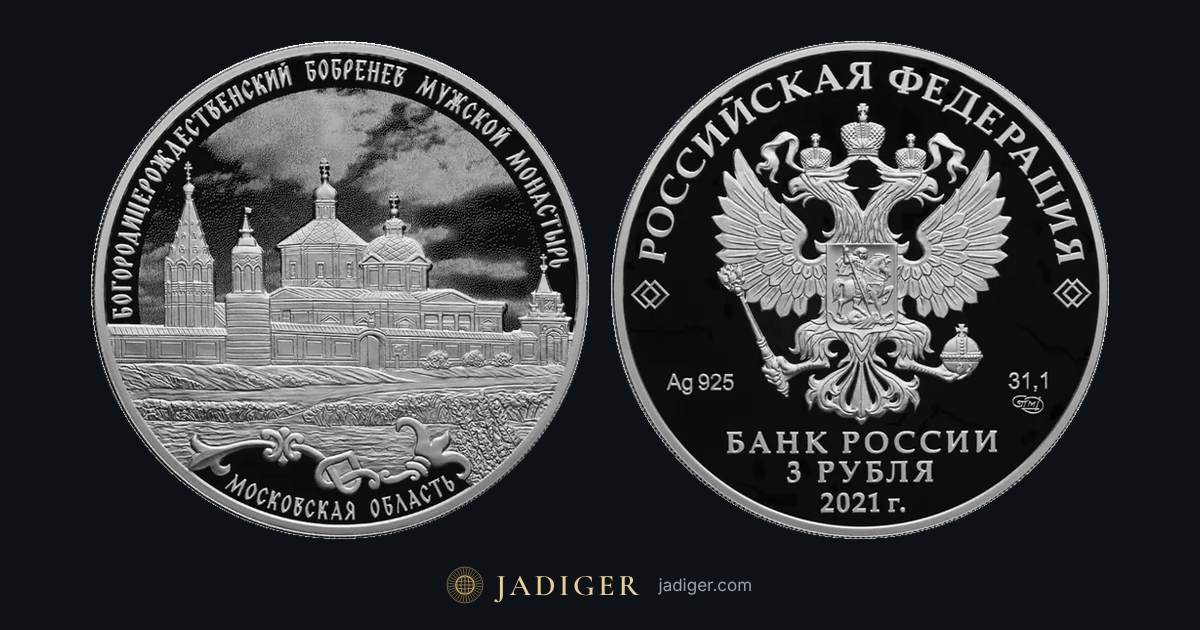 БОГОРОДИЦЕРОЖДЕСТВЕНСКИЙ БОБРЕНЕВ МУЖСКОЙ МОНАСТЫРЬ
МОСКОВСКАЯ ОБЛАСТЬ
РОССИЙСКАЯ ФЕДЕРАЦИЯ
Ag 925
31,1
БАНК РОССИИ
3 РУБЛЯ
2021 г.
JADIGER
jadiger.com